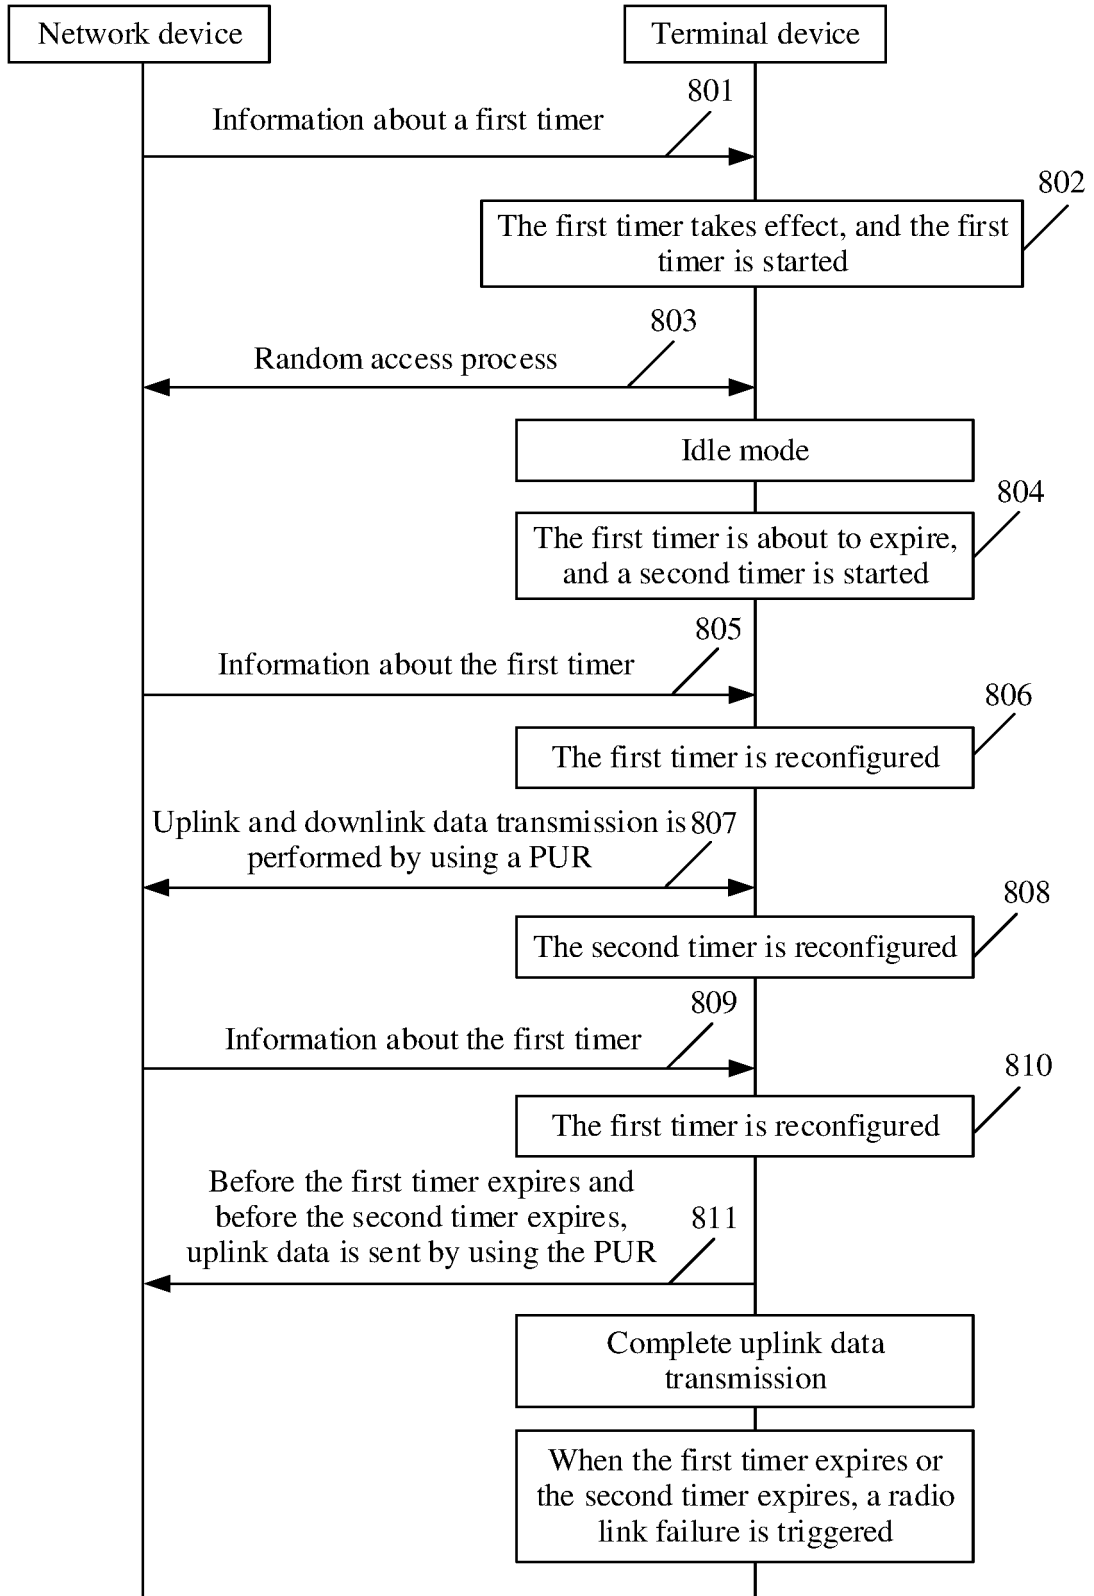 Network device
Terminal device
801
Information about a first timer
802
The first timer takes effect, and the first
timer is started
803
Random access process
Idle mode
804
The first timer is about to expire,
and a second timer is started
805
Information about the first timer
806
The first timer is reconfigured
Uplink and downlink data transmission is 807
performed by using a PUR
808
The second timer is reconfigured
809
Information about the first timer
810
The first timer is reconfigured
Before the first timer expires and
before the second timer expires, 811
uplink data is sent by using the PUR
Complete uplink data
transmission
When the first timer expires or
the second timer expires, a radio
link failure is triggered